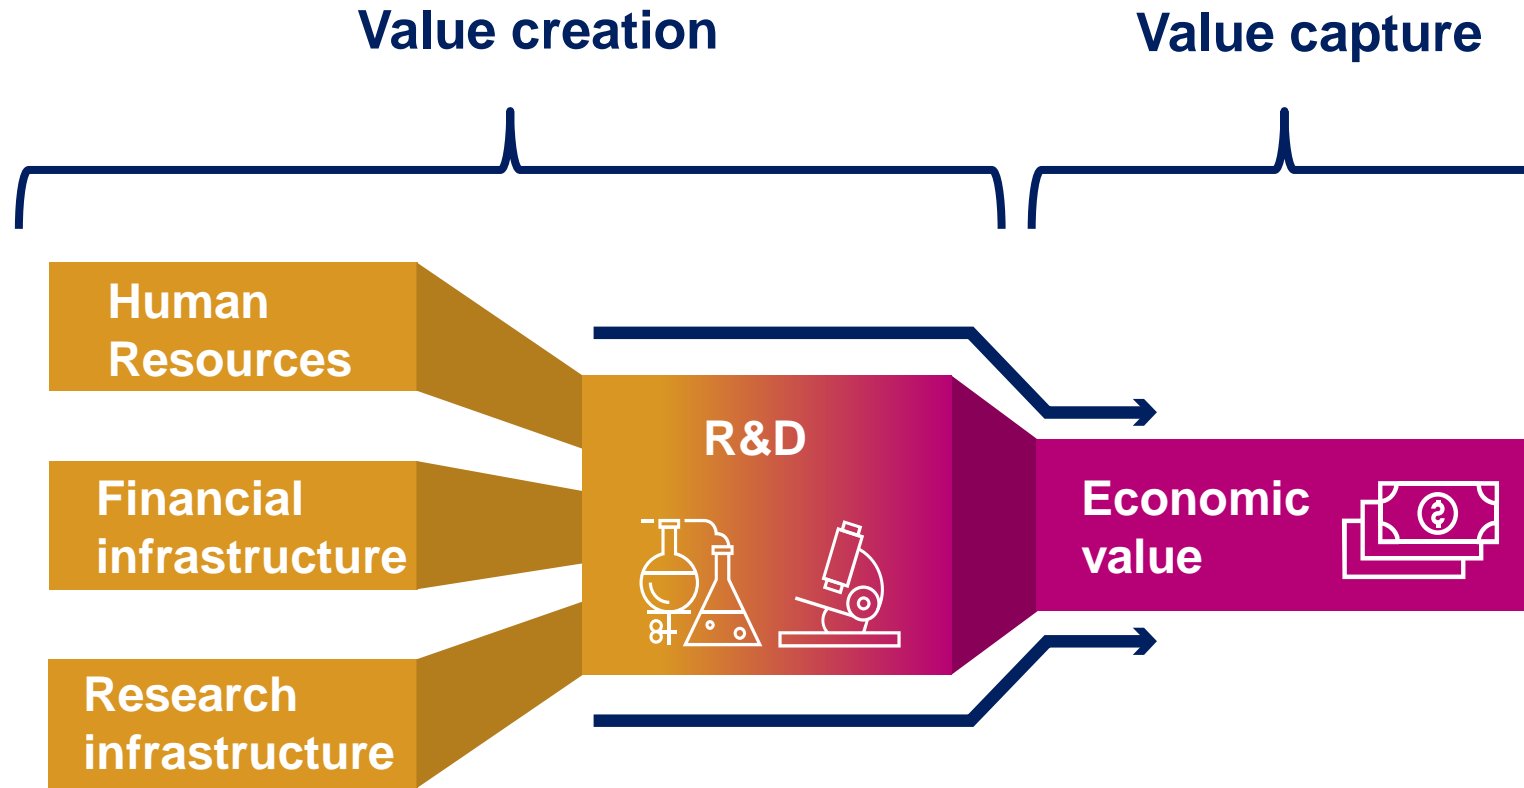 Value creation
Value capture
Human
Resources
Financial
infrastructure
Research
infrastructure
R&D
Economic
value